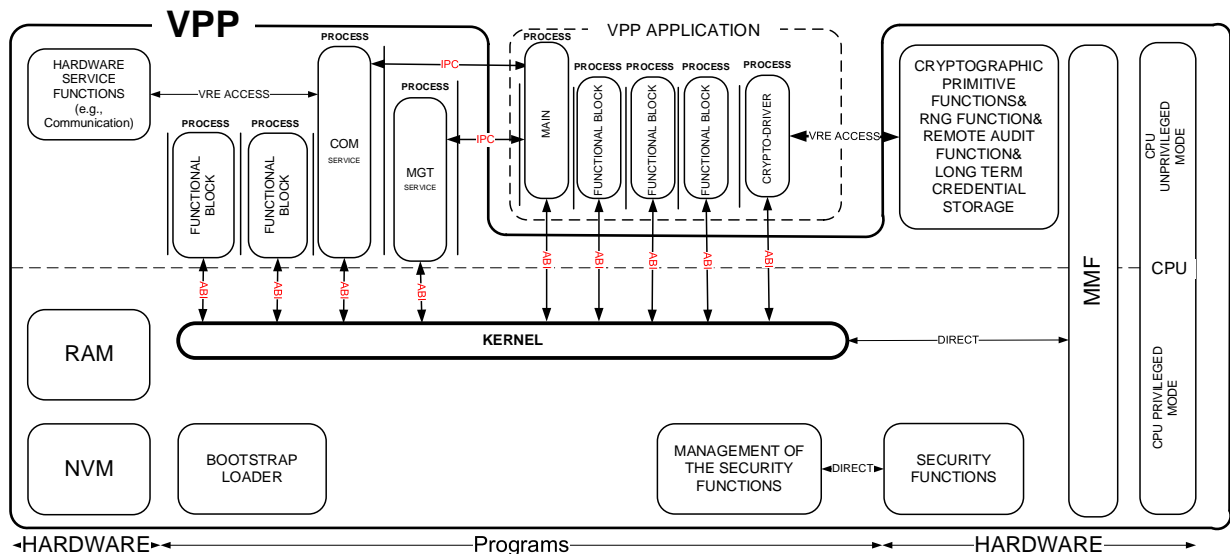 VPP
VPP APPLICATION
HARDWARE
SERVICE
FUNCTIONS
(e.g.,
Communication)
VRE ACCESS
PROCESS
FUNCTIONAL
BLOCK
PROCESS
FUNCTIONAL
BLOCK
PROCESS
COM
SERVICE
PROCESS
MGT
SERVICE
IPC
IPC
PROCESS
MAIN
PROCESS
FUNCTIONAL BLOCK
PROCESS
FUNCTIONAL BLOCK
PROCESS
FUNCTIONAL BLOCK
PROCESS
CRYPTO-DRIVER
VRE ACCESS
CRYPTOGRAPHIC
PRIMITIVE
FUNCTIONS&
RNG FUNCTION&
REMOTE AUDIT
FUNCTION&
LONG TERM
CREDENTIAL
STORAGE
MMF
CPU
UNPRIVILEGED
MODE
CPU
CPU PRIVILEGED
MODE
ABI
ABI
ABI
ABI
ABI
ABI
ABI
ABI
ABI
RAM
KERNEL
DIRECT
NVM
BOOTSTRAP
LOADER
MANAGEMENT OF
THE SECURITY
FUNCTIONS
DIRECT
SECURITY
FUNCTIONS
HARDWARE
Programs
HARDWARE